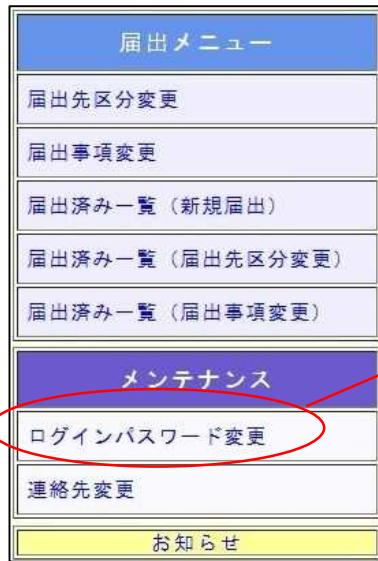 届出メニュー
届出先区分変更
届出事項変更
届出済み一覧（新規届出）
届出済み一覧（届出先区分変更）
届出済み一覧（届出事項変更）
メンテナンス
ログインパスワード変更
連絡先変更
お知らせ